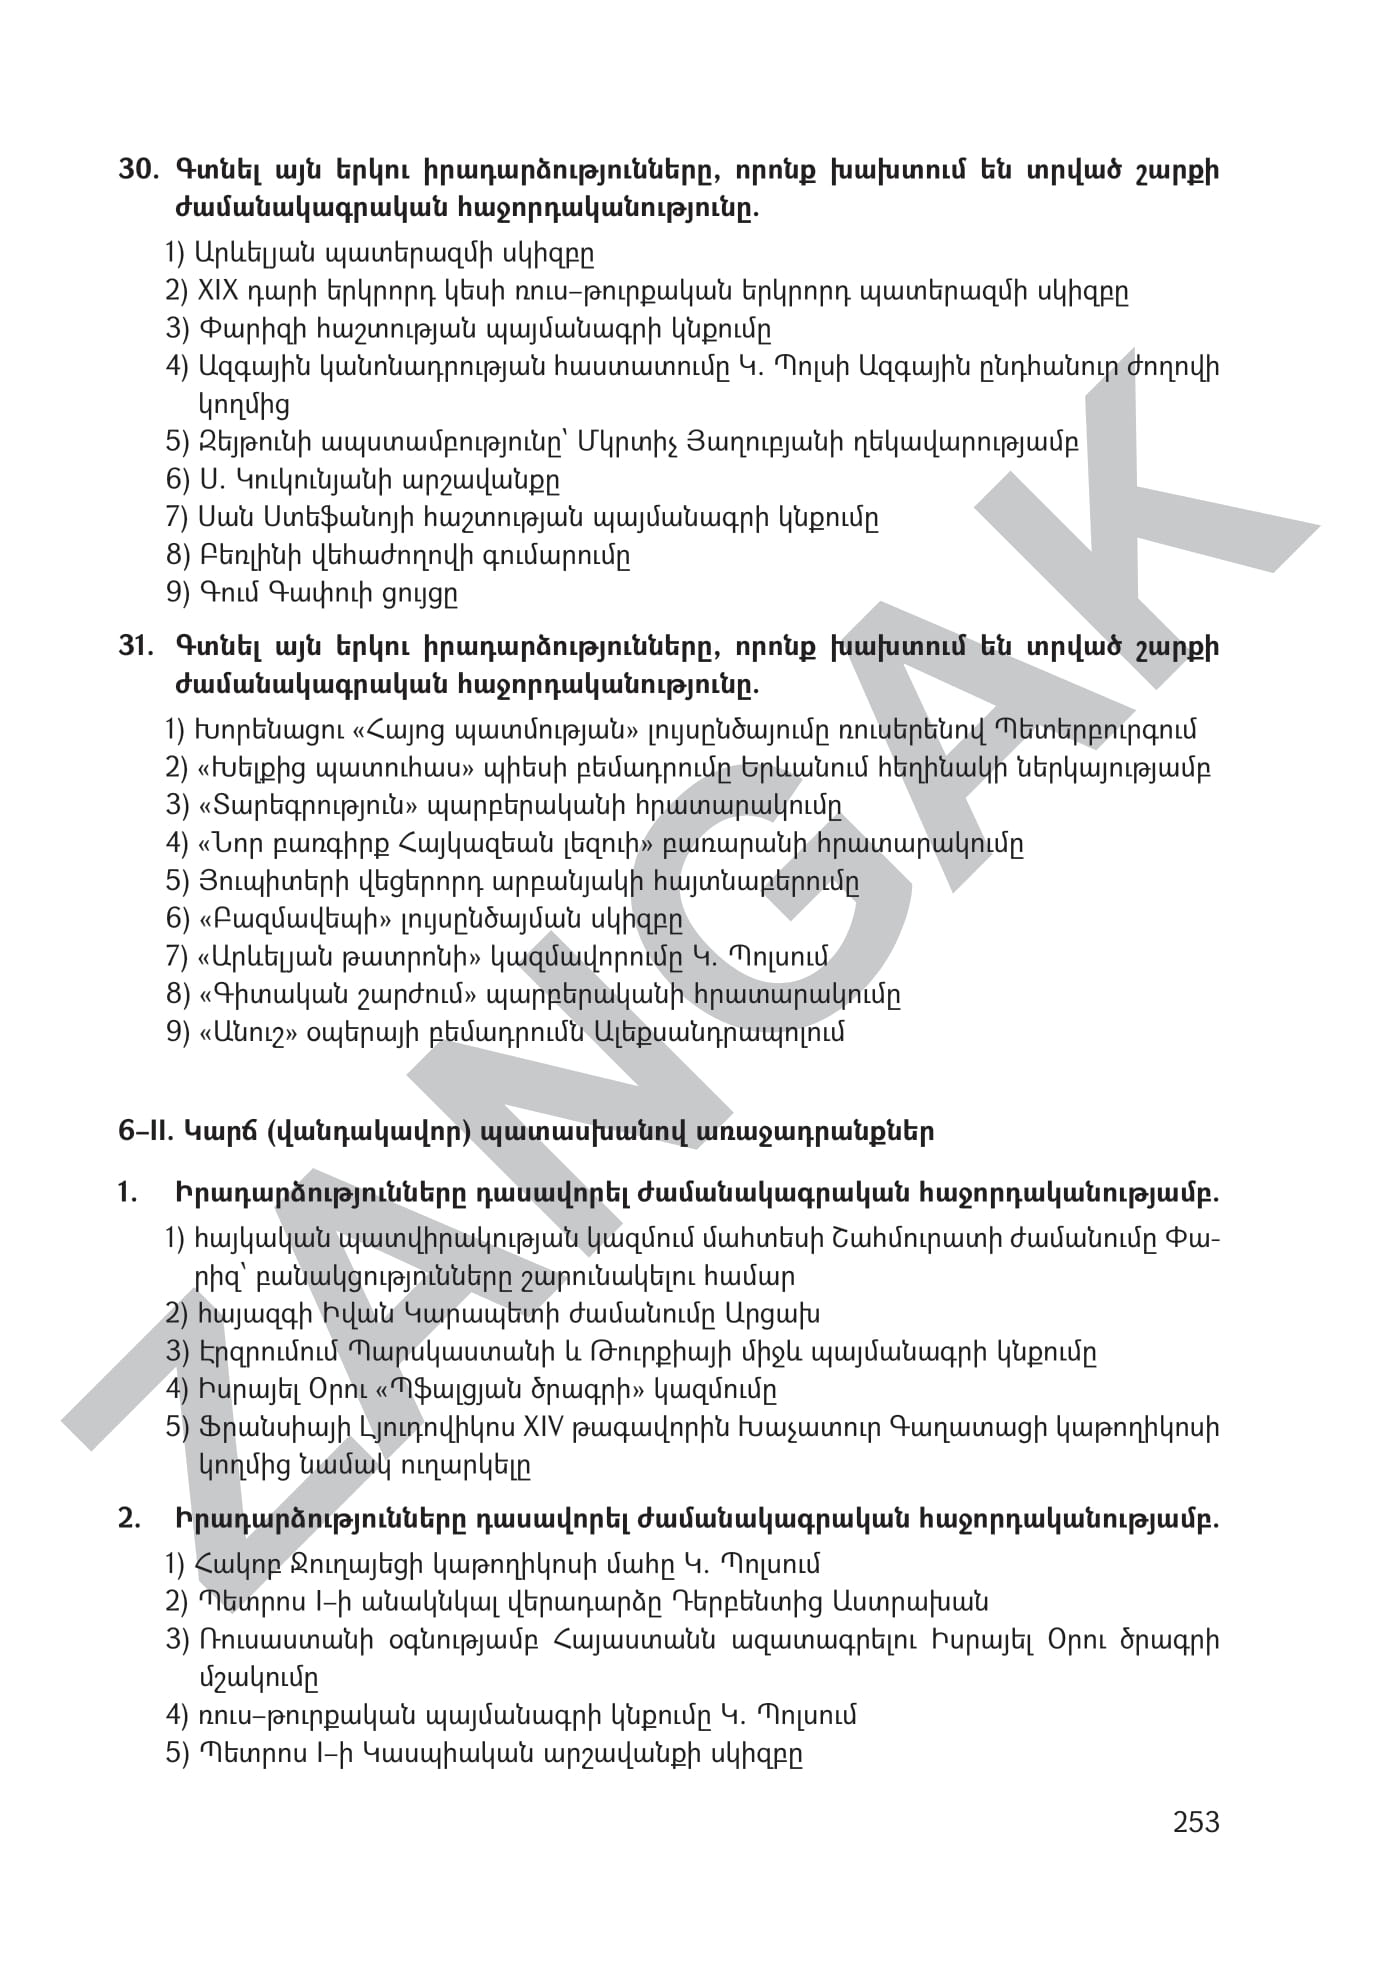 30. Գտնել այն երկու իրադարձությունները, որոնք խախտում են տրված շարքի
ժամանակագրական հաջորդականությունը.
1) Արևելյան պատերազմի սկիզբը
2) XIX դարի երկրորդ կեսի ռուս–թուրքական երկրորդ պատերազմի սկիզբը
3) Փարիզի հաշտության պայմանագրի կնքումը
4) Ազգային կանոնադրության հաստատումը Կ. Պոլսի Ազգային ընդհանուր ժողովի
կողմից
5) Զեյթունի ապստամբությունը՝ Մկրտիչ Յաղուբյանի ղեկավարությամբ
6) Ս. Կուկունյանի արշավանքը
7) Սան Ստեֆանոյի հաշտության պայմանագրի կնքումը
8) Բեռլինի վեհաժողովի գումարումը
9) Գում Գափուի ցույցը
31. Գտնել այն երկու իրադարձությունները, որոնք խախտում են տրված շարքի
ժամանակագրական հաջորդականությունը.
1) Խորենացու «Հայոց պատմության» լույսընծայումը ռուսերենով Պետերբուրգում
2) «Խելքից պատուհաս» պիեսի բեմադրումը Երևանում հեղինակի ներկայությամբ
3) «Տարեգրություն» պարբերականի հրատարակումը
4) «Նոր բառգիրք Հայկազեան լեզուի» բառարանի հրատարակումը
5) Յուպիտերի վեցերորդ արբանյակի հայտնաբերումը
6) «Բազմավեպի» լույսընծայման սկիզբը
7) «Արևելյան թատրոնի» կազմավորումը Կ. Պոլսում
8) «Գիտական շարժում» պարբերականի հրատարակումը
9) «Անուշ» օպերայի բեմադրումն Ալեքսանդրապոլում
6–II. Կարճ (վանդակավոր) պատասխանով առաջադրանքներ
1. Իրադարձությունները դասավորել ժամանակագրական հաջորդականությամբ.
1) հայկական պատվիրակության կազմում մահտեսի Շահմուրատի ժամանումը Փա-
րիզ՝ բանակցությունները շարունակելու համար
2) հայազգի Իվան Կարապետի ժամանումը Արցախ
3) Էրզրումում Պարսկաստանի և Թուրքիայի միջև պայմանագրի կնքումը
4) Իսրայել Օրու «Պֆալցյան ծրագրի» կազմումը
5) Ֆրանսիայի Լյուդովիկոս XIV թագավորին Խաչատուր Գաղատացի կաթողիկոսի
կողմից նամակ ուղարկելը
2. Իրադարձությունները դասավորել ժամանակագրական հաջորդականությամբ.
1) Հակոբ Ջուղայեցի կաթողիկոսի մահը Կ. Պոլսում
2) Պետրոս I–ի անակնկալ վերադարձը Դերբենտից Աստրախան
3) Ռուսաստանի օգնությամբ Հայաստանն ազատագրելու Իսրայել Օրու ծրագրի
մշակումը
4) ռուս–թուրքական պայմանագրի կնքումը Կ. Պոլսում
5) Պետրոս I–ի Կասպիական արշավանքի սկիզբը
253
ZANGAK